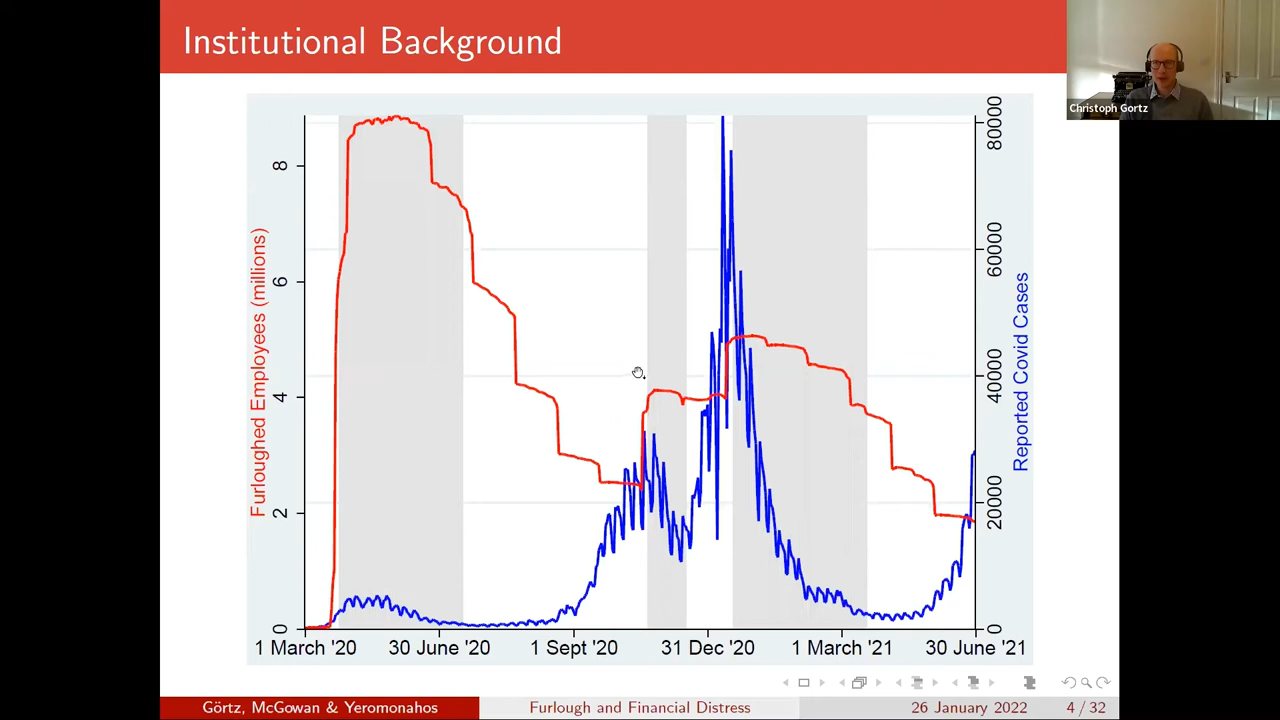 Institutional Background
Christoph Gortz
Furloughed Employees (millions)
8
6
4
2
0
80000
60000
40000
20000
0
Reported Covid Cases
1 March '20
30 June '20
1 Sept '20
31 Dec '20
1 March '21
30 June '21
Görtz, McGowan & Yeromonahos
Furlough and Financial Distress
26 January 2022
4 / 32